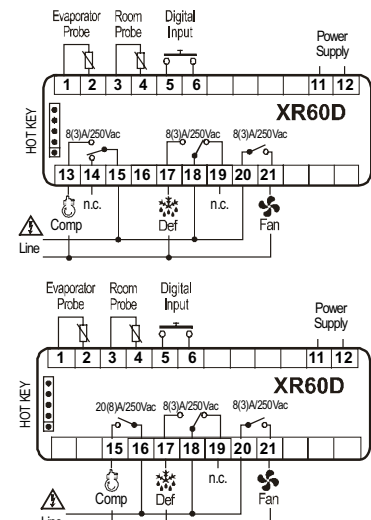 Evaporator Room Digital
Probe Probe Input
Power
Supply
1 2 3 4 5 6 11 12
XR60D
HOT KEY
8(3)A/250Vac 8(3)A/250Vac 8(3)A/250Vac
13 14 15 16 17 18 19 20 21
n.c. n.c.
Comp Def Fan
Line
Evaporator Room Digital
Probe Probe Input
Power
Supply
1 2 3 4 5 6 11 12
XR60D
HOT KEY
20(8)A/250Vac 8(3)A/250Vac 8(3)A/250Vac
15 16 17 18 19 20 21
n.c.
Comp Def Fan
Line